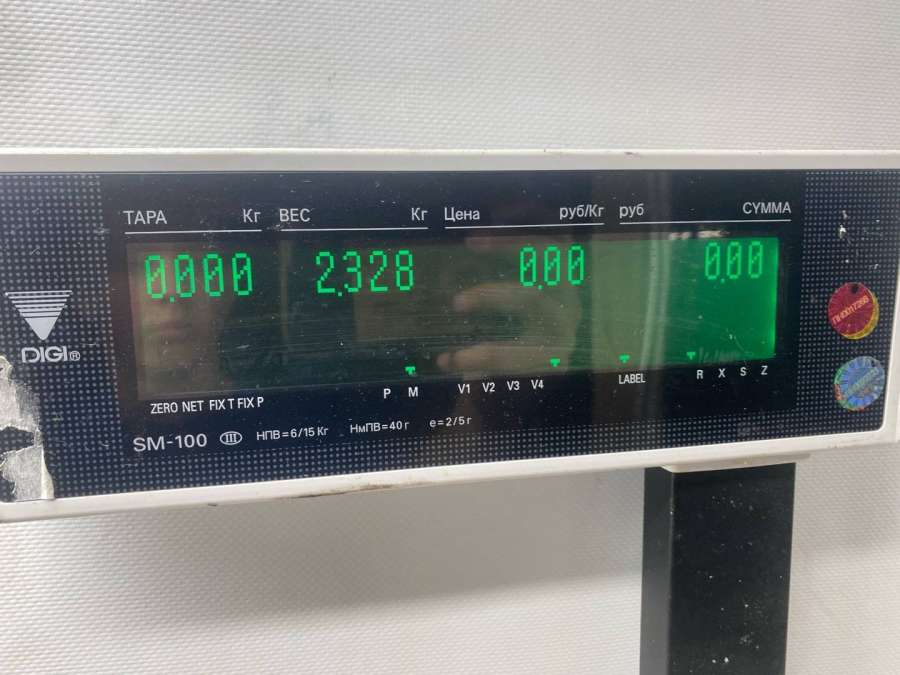 ТАРА Кг ВЕС Кг Цена руб/Кг руб СУММА
0.000 2.328 0.00 0.00
DIGI®
P M V1 V2 V3 V4 LABEL R X S Z
ZERO NET FIX T FIX P
SM-100 III НПВ=6/15 Кг НмПВ=40 г e=2/5 г